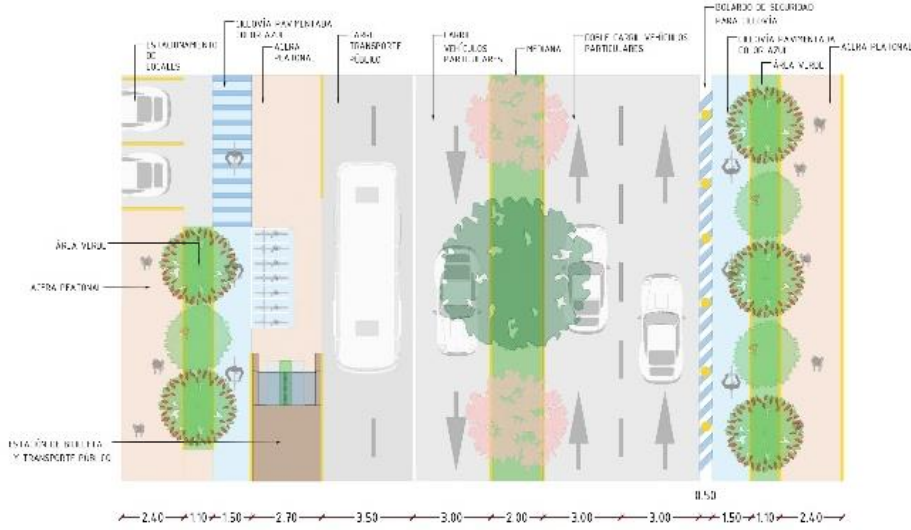 CICLOVÍA PAVIMENTADA
COLOR AZUL
ESTACIONAMIENTO
DE
LOCALES
ACERA
PEATONAL
CARRIL
TRANSPORTE
PÚBLICO
CARRIL
VEHÍCULOS
PARTICULARES
MEDIANA
DOBLE CARRIL VEHÍCULOS
PARTICULARES
BOLARDO DE SEGURIDAD
PARA CICLOVÍA
CICLOVÍA PAVIMENTADA
COLOR AZUL
ÁREA VERDE
ACERA PEATONAL
ÁREA VERDE
ACERA PEATONAL
ESTACIÓN DE BICICLETA
Y TRANSPORTE PÚBLICO
0.50
2.40 1.10 1.50 2.70 3.50 3.00 2.00 3.00 3.00 1.50 1.10 2.40